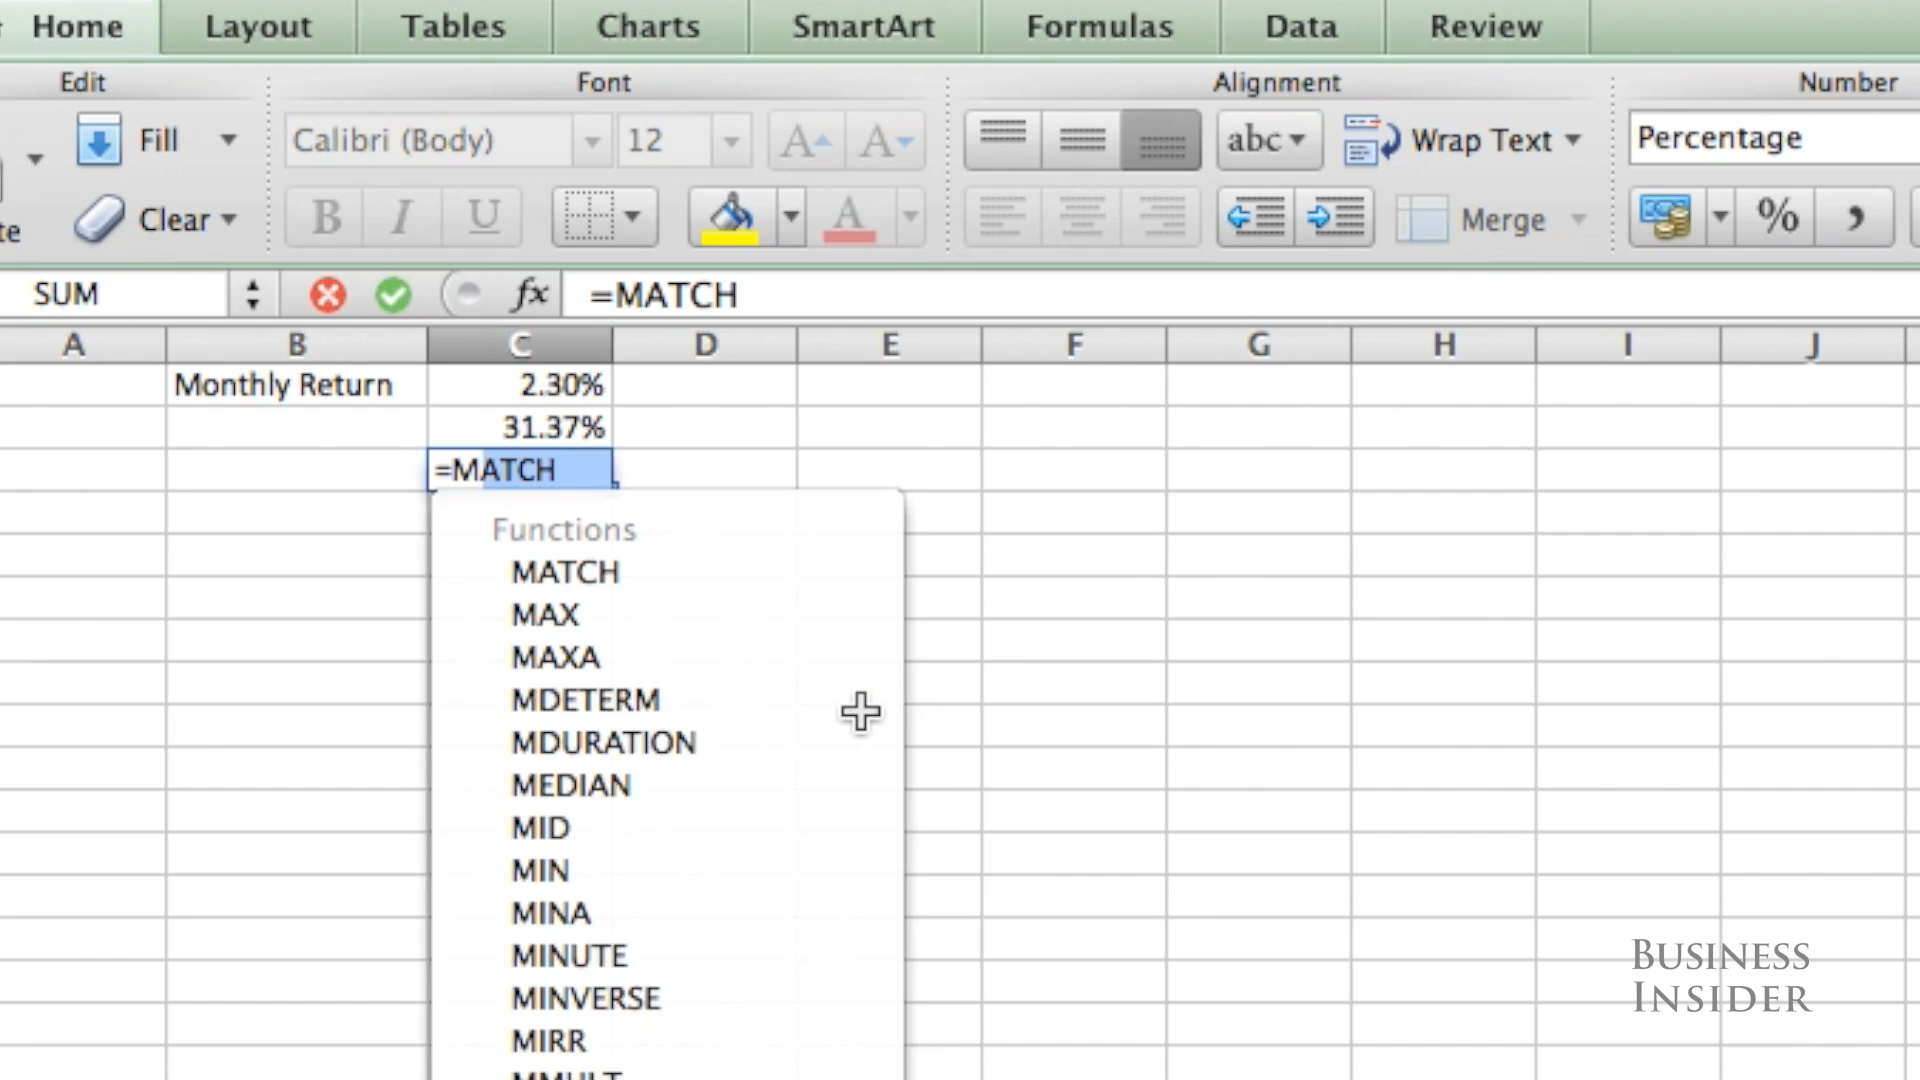 Home Layout Tables Charts SmartArt Formulas Data Review
Edit Font Alignment Number
Fill Calibri (Body) 12 A A abc Wrap Text Percentage
te Clear B I U A Merge % ,
SUM fx =MATCH
A B C D E F G H I J
Monthly Return 2.30%
31.37%
=MATCH
Functions
MATCH
MAX
MAXA
MDETERM
MDURATION
MEDIAN
MID
MIN
MINA
MINUTE
MINVERSE
MIRR
MMULT
BUSINESS
INSIDER